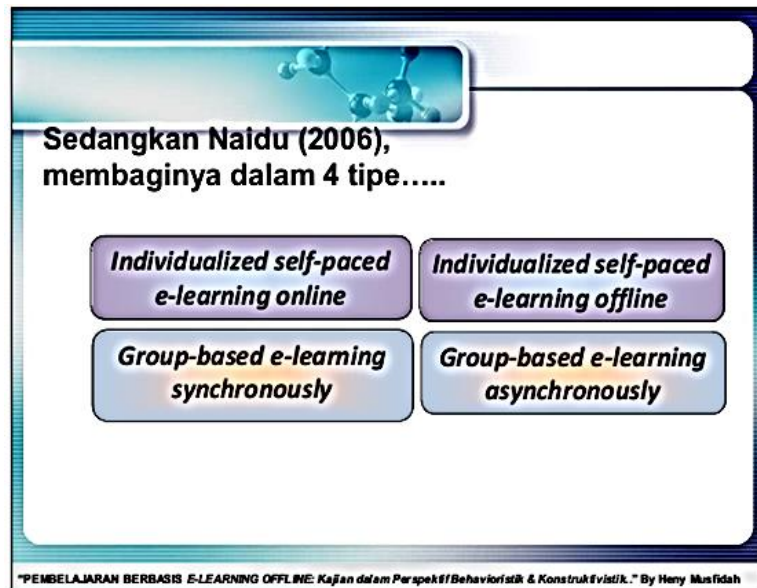 Sedangkan Naidu (2006),
membaginya dalam 4 tipe.....
Individualized self-paced
e-learning online
Individualized self-paced
e-learning offline
Group-based e-learning
synchronously
Group-based e-learning
asynchronously
"PEMBELAJARAN BERBASIS E-LEARNING OFFLINE: Kajian dalam Perspektif Behavioristik & Konstruktivistik.." By Heny Musfidah